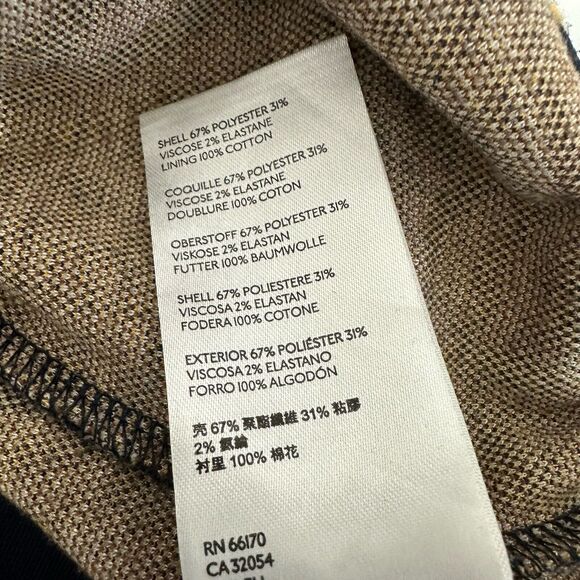 SHELL 67% POLYESTER 31%
VISCOSE 2% ELASTANE
LINING 100% COTTON
COQUILLE 67% POLYESTER 31%
VISCOSE 2% ELASTANE
DOUBLURE 100% COTON
OBERSTOFF 67% POLYESTER 31%
VISKOSE 2% ELASTAN
FUTTER 100% BAUMWOLLE
SHELL 67% POLIESTERE 31%
VISCOSA 2% ELASTAN
FODERA 100% COTONE
EXTERIOR 67% POLIÉSTER 31%
VISCOSA 2% ELASTANO
FORRO 100% ALGODÓN
壳 67% 聚酯纖維 31% 粘膠
2% 氨綸
衬里 100% 棉花
RN 66170
CA 32054